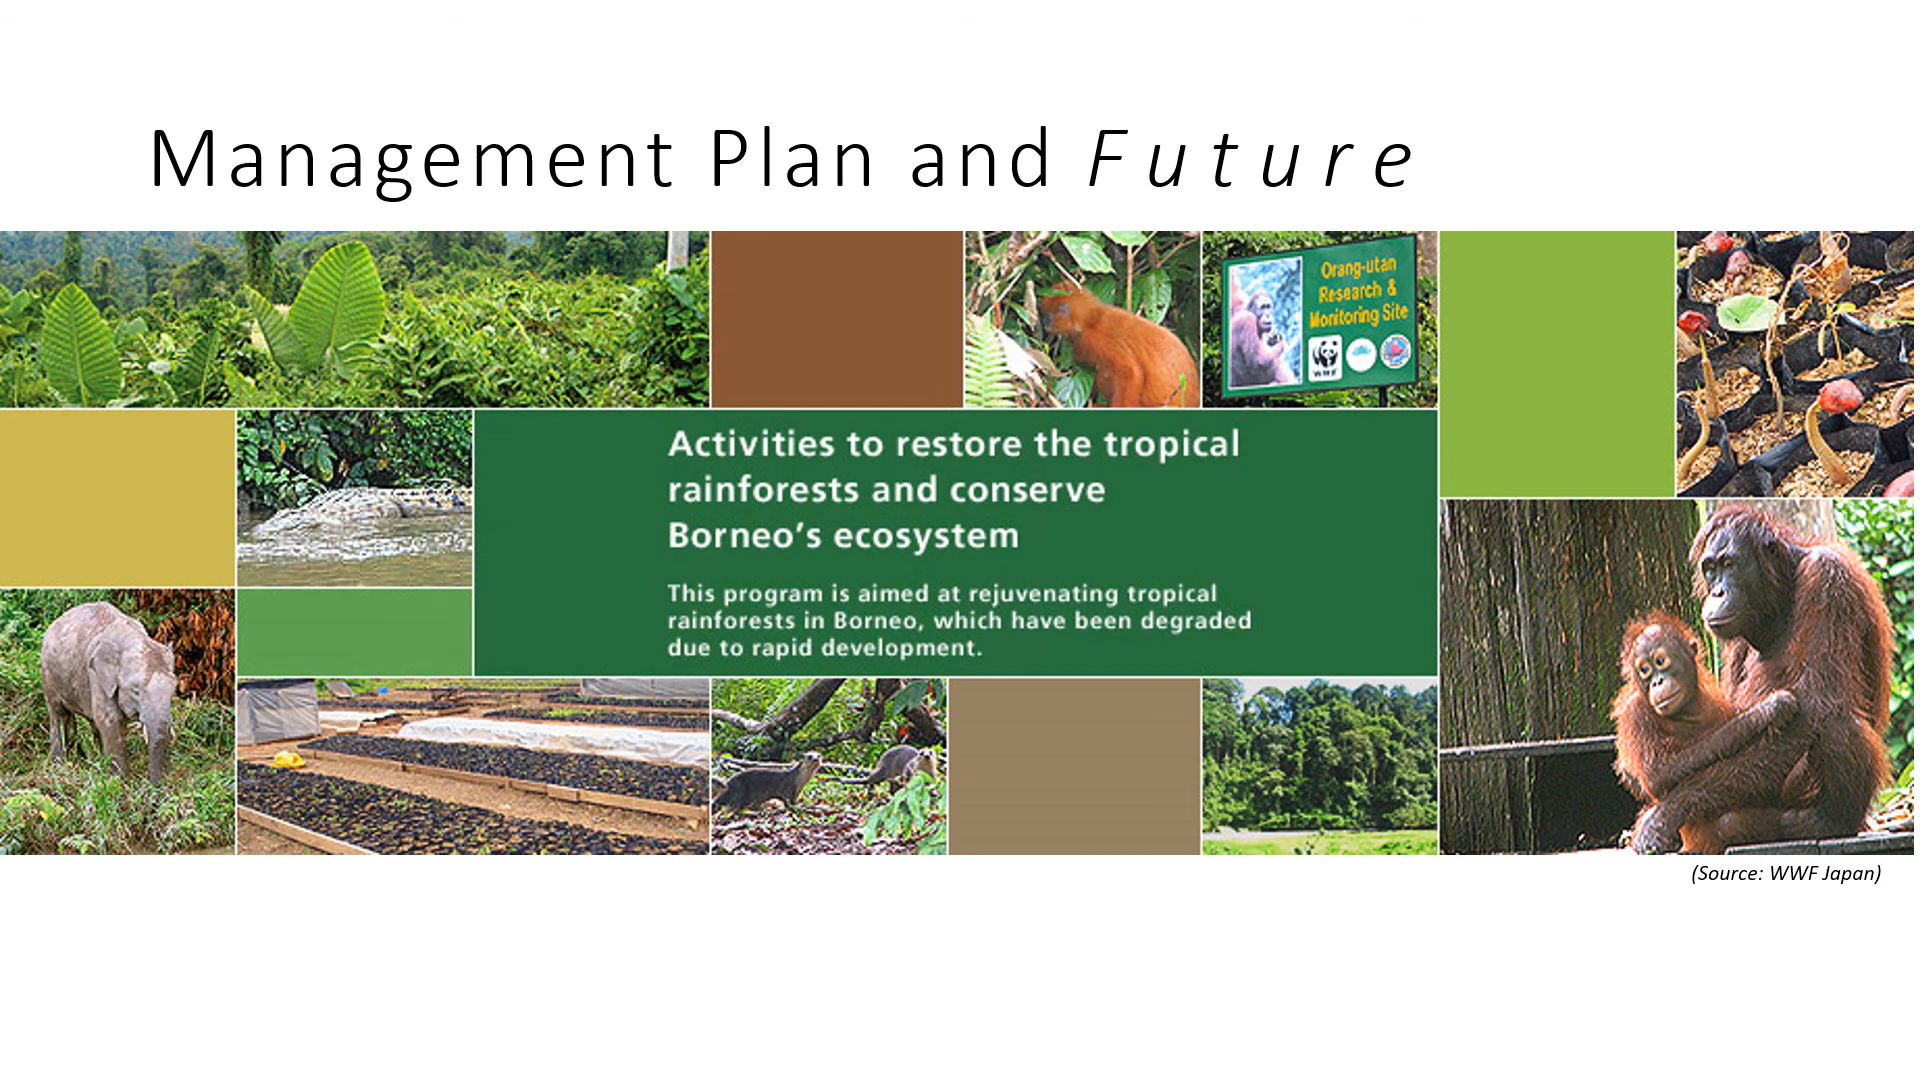 Management Plan and Future
Orang-utan
Research &
Monitoring Site
WWF
Activities to restore the tropical
rainforests and conserve
Borneo’s ecosystem
This program is aimed at rejuvenating tropical
rainforests in Borneo, which have been degraded
due to rapid development.
(Source: WWF Japan)